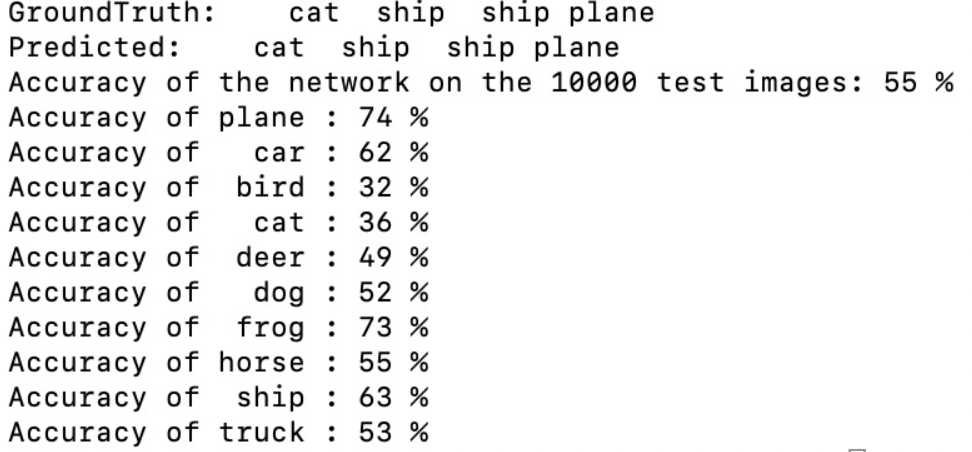 GroundTruth:    cat  ship  ship plane
Predicted:    cat  ship  ship plane
Accuracy of the network on the 10000 test images: 55 %
Accuracy of plane : 74 %
Accuracy of   car : 62 %
Accuracy of  bird : 32 %
Accuracy of   cat : 36 %
Accuracy of  deer : 49 %
Accuracy of   dog : 52 %
Accuracy of  frog : 73 %
Accuracy of horse : 55 %
Accuracy of  ship : 63 %
Accuracy of truck : 53 %